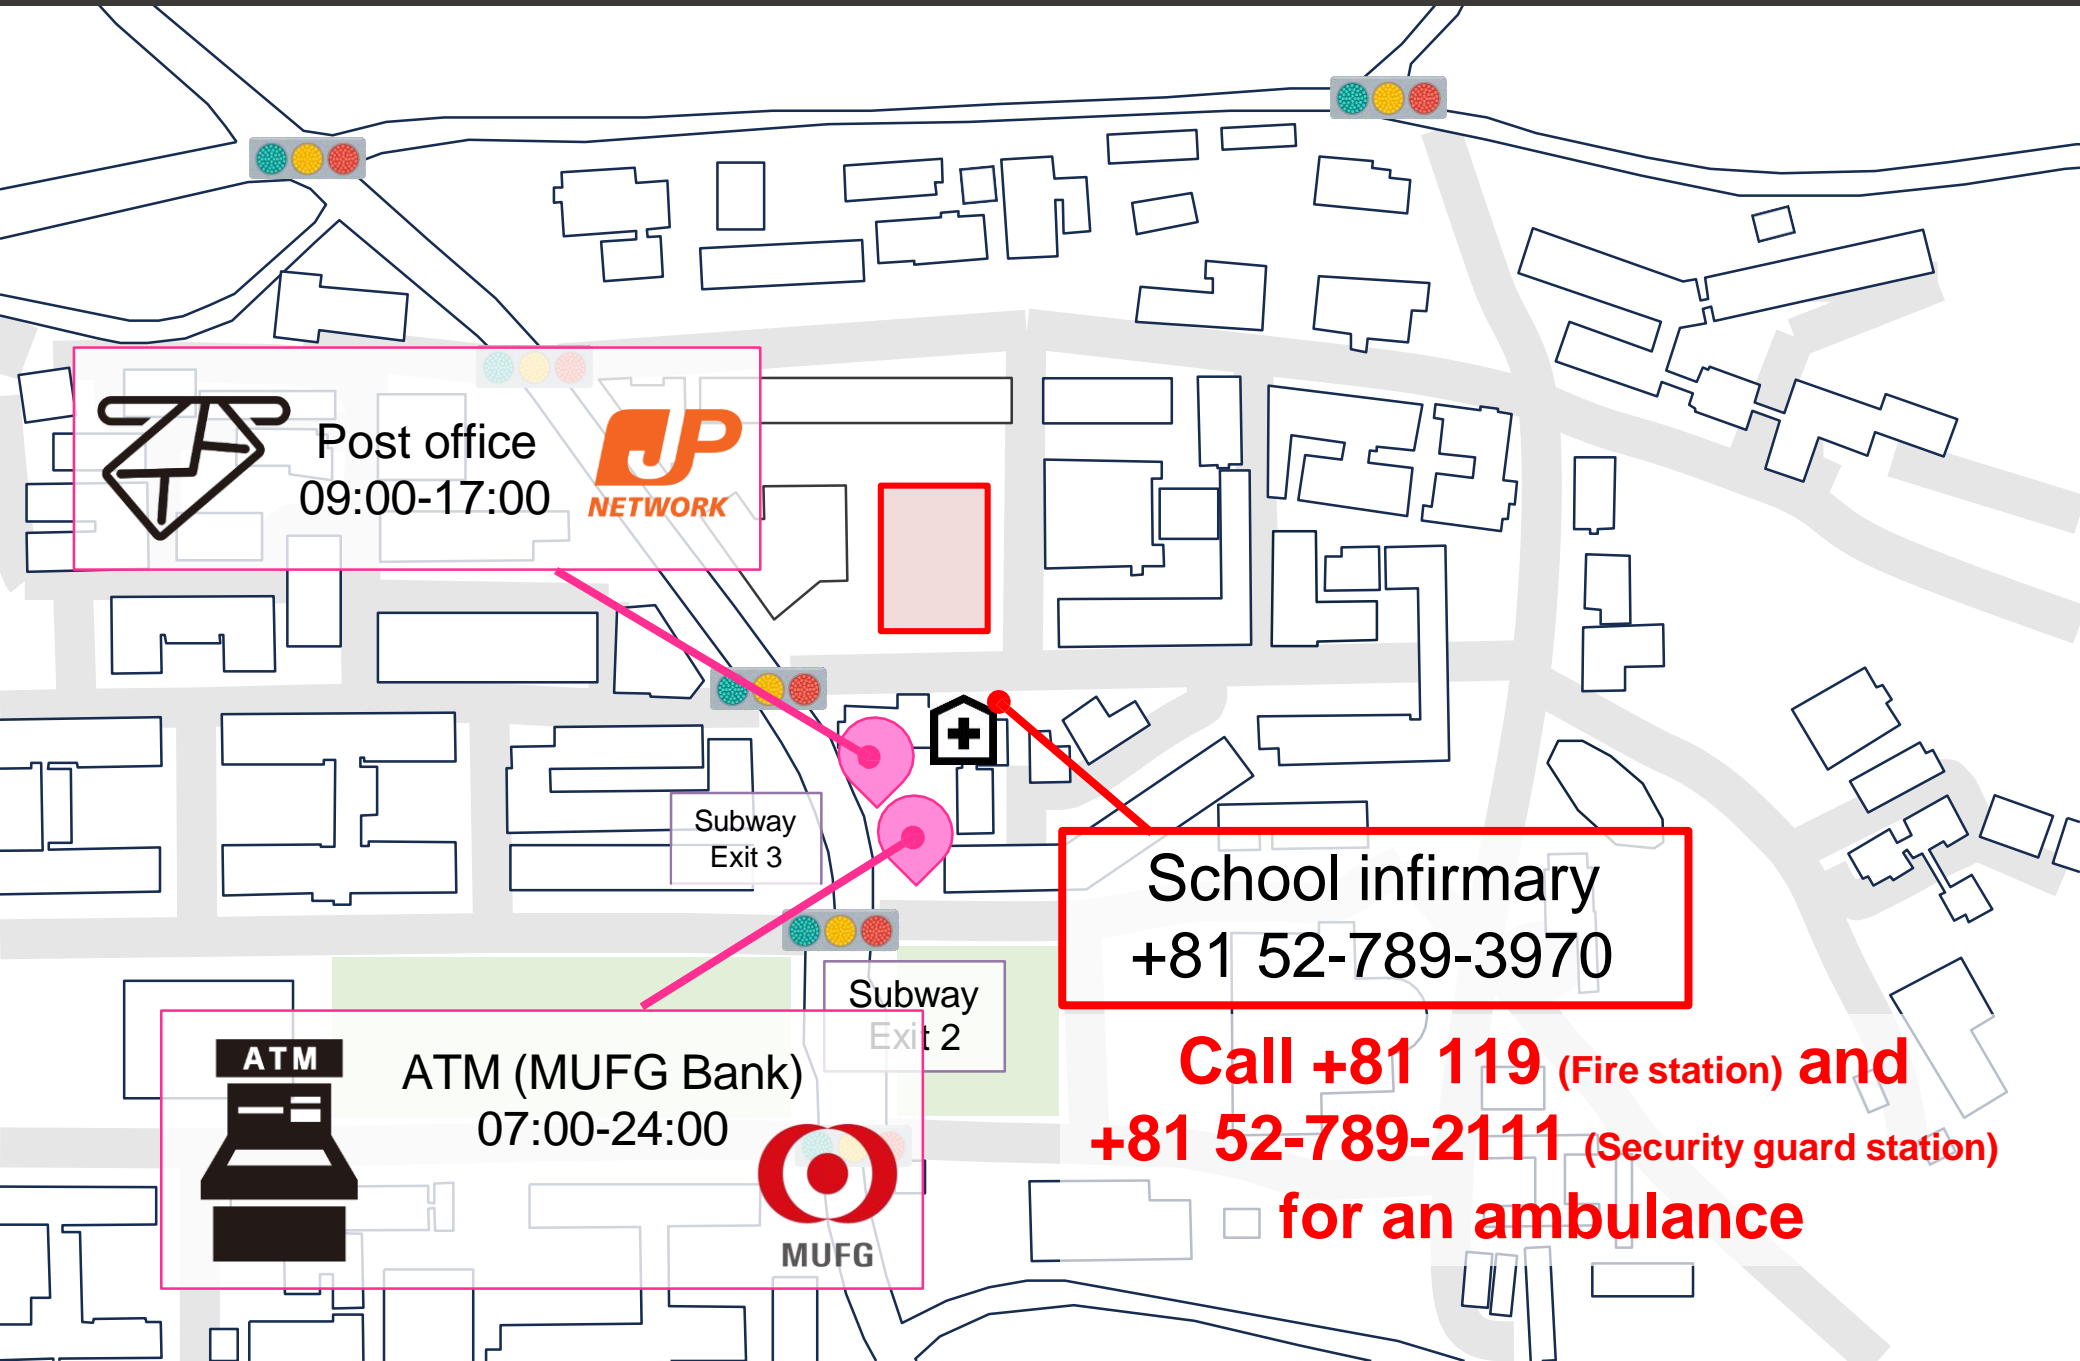 Post office
09:00-17:00
JP
NETWORK
Subway
Exit 3
School infirmary
+81 52-789-3970
Subway
Exit 2
ATM
ATM (MUFG Bank)
07:00-24:00
MUFG
Call +81 119 (Fire station) and
+81 52-789-2111 (Security guard station)
for an ambulance